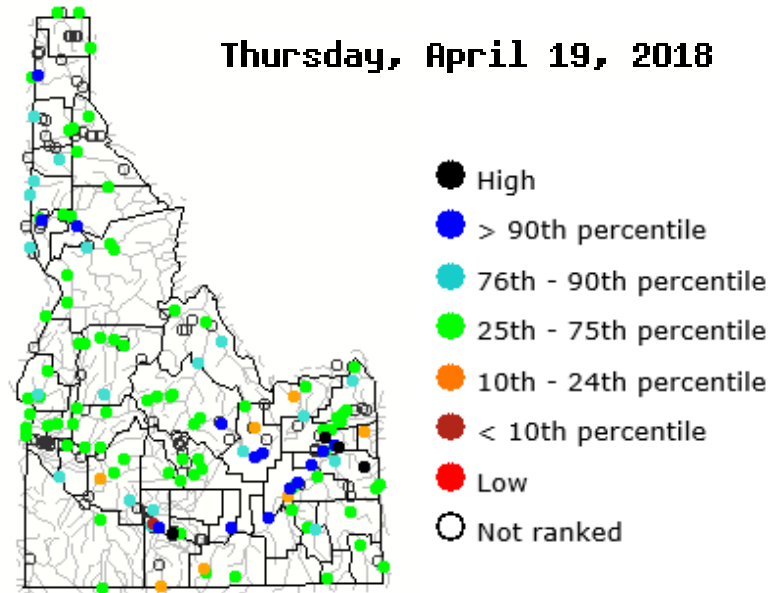 Thursday, April 19, 2018
High
> 90th percentile
76th - 90th percentile
25th - 75th percentile
10th - 24th percentile
< 10th percentile
Low
Not ranked